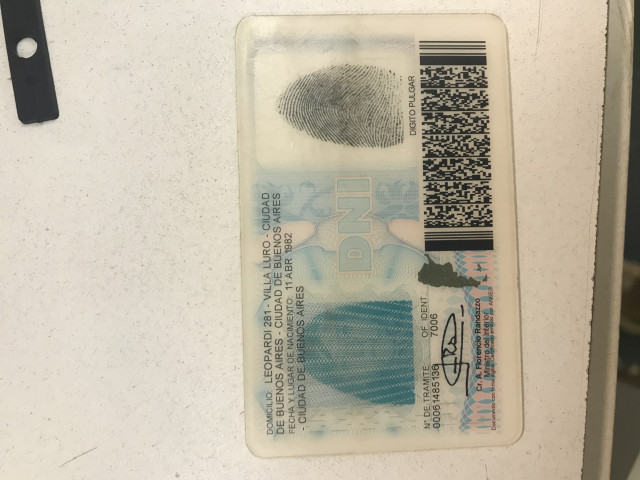 DOMICILIO: LEOPARDI 281 - VILLA LURO - CIUDAD
DE BUENOS AIRES - CIUDAD DE BUENOS AIRES
FECHA Y LUGAR DE NACIMIENTO: 11 ABR 1982
- CIUDAD DE BUENOS AIRES
DNI
DIGITO PULGAR
N° DE TRAMITE OF. IDENT
00061485136 7006
Cr. A. Florencio Randazzo
Ministro del Interior